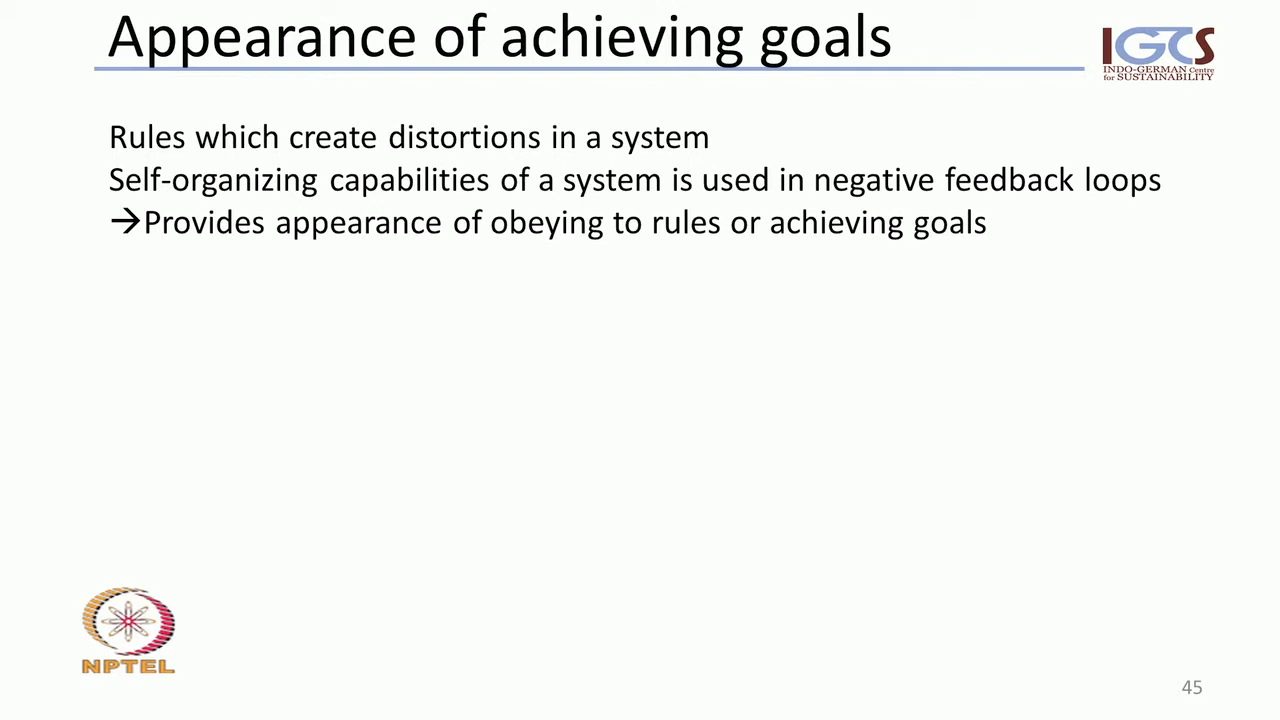 Appearance of achieving goals
IGCS
INDO-GERMAN Centre
for SUSTAINABILITY
Rules which create distortions in a system
Self-organizing capabilities of a system is used in negative feedback loops
→Provides appearance of obeying to rules or achieving goals
NPTEL
45